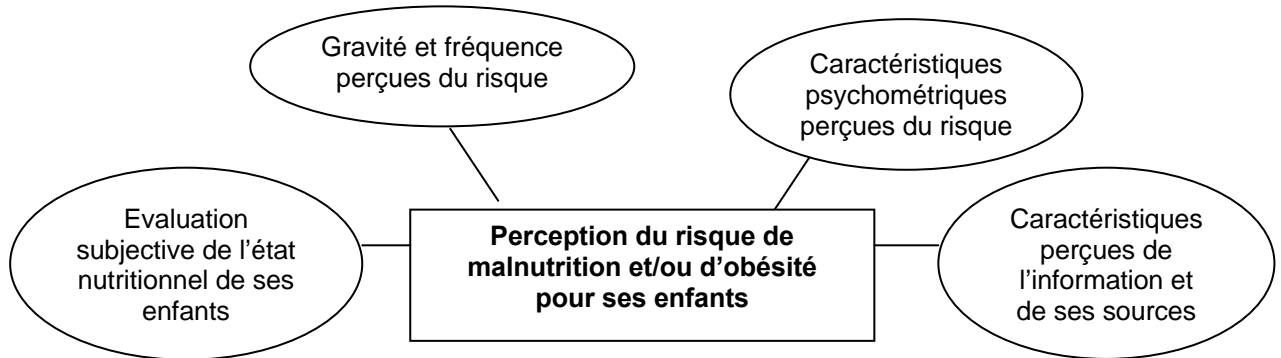 Gravité et fréquence
perçues du risque
Caractéristiques
psychométriques
perçues du risque
Evaluation
subjective de l’état
nutritionnel de ses
enfants
Perception du risque de
malnutrition et/ou d’obésité
pour ses enfants
Caractéristiques
perçues de
l’information et
de ses sources